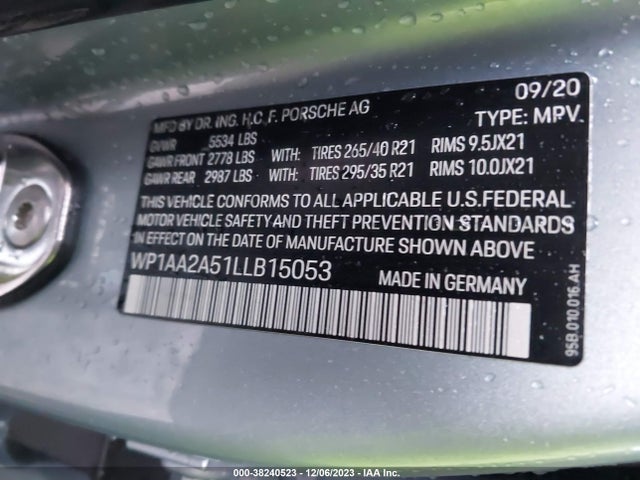 09/20
MFD BY DR. ING. H.C. F. PORSCHE AG TYPE: MPV
GVWR 5534 LBS
GAWR FRONT 2778 LBS WITH: TIRES 265/40 R21 RIMS 9.5JX21
GAWR REAR 2987 LBS WITH: TIRES 295/35 R21 RIMS 10.0JX21
THIS VEHICLE CONFORMS TO ALL APPLICABLE U.S.FEDERAL
MOTOR VEHICLE SAFETY AND THEFT PREVENTION STANDARDS
IN EFFECT ON THE DATE OF MANUFACTURE SHOWN ABOVE
WP1AA2A51LLB15053 MADE IN GERMANY
95B.010.016.AH
000-38240523 - 12/06/2023 - IAA Inc.